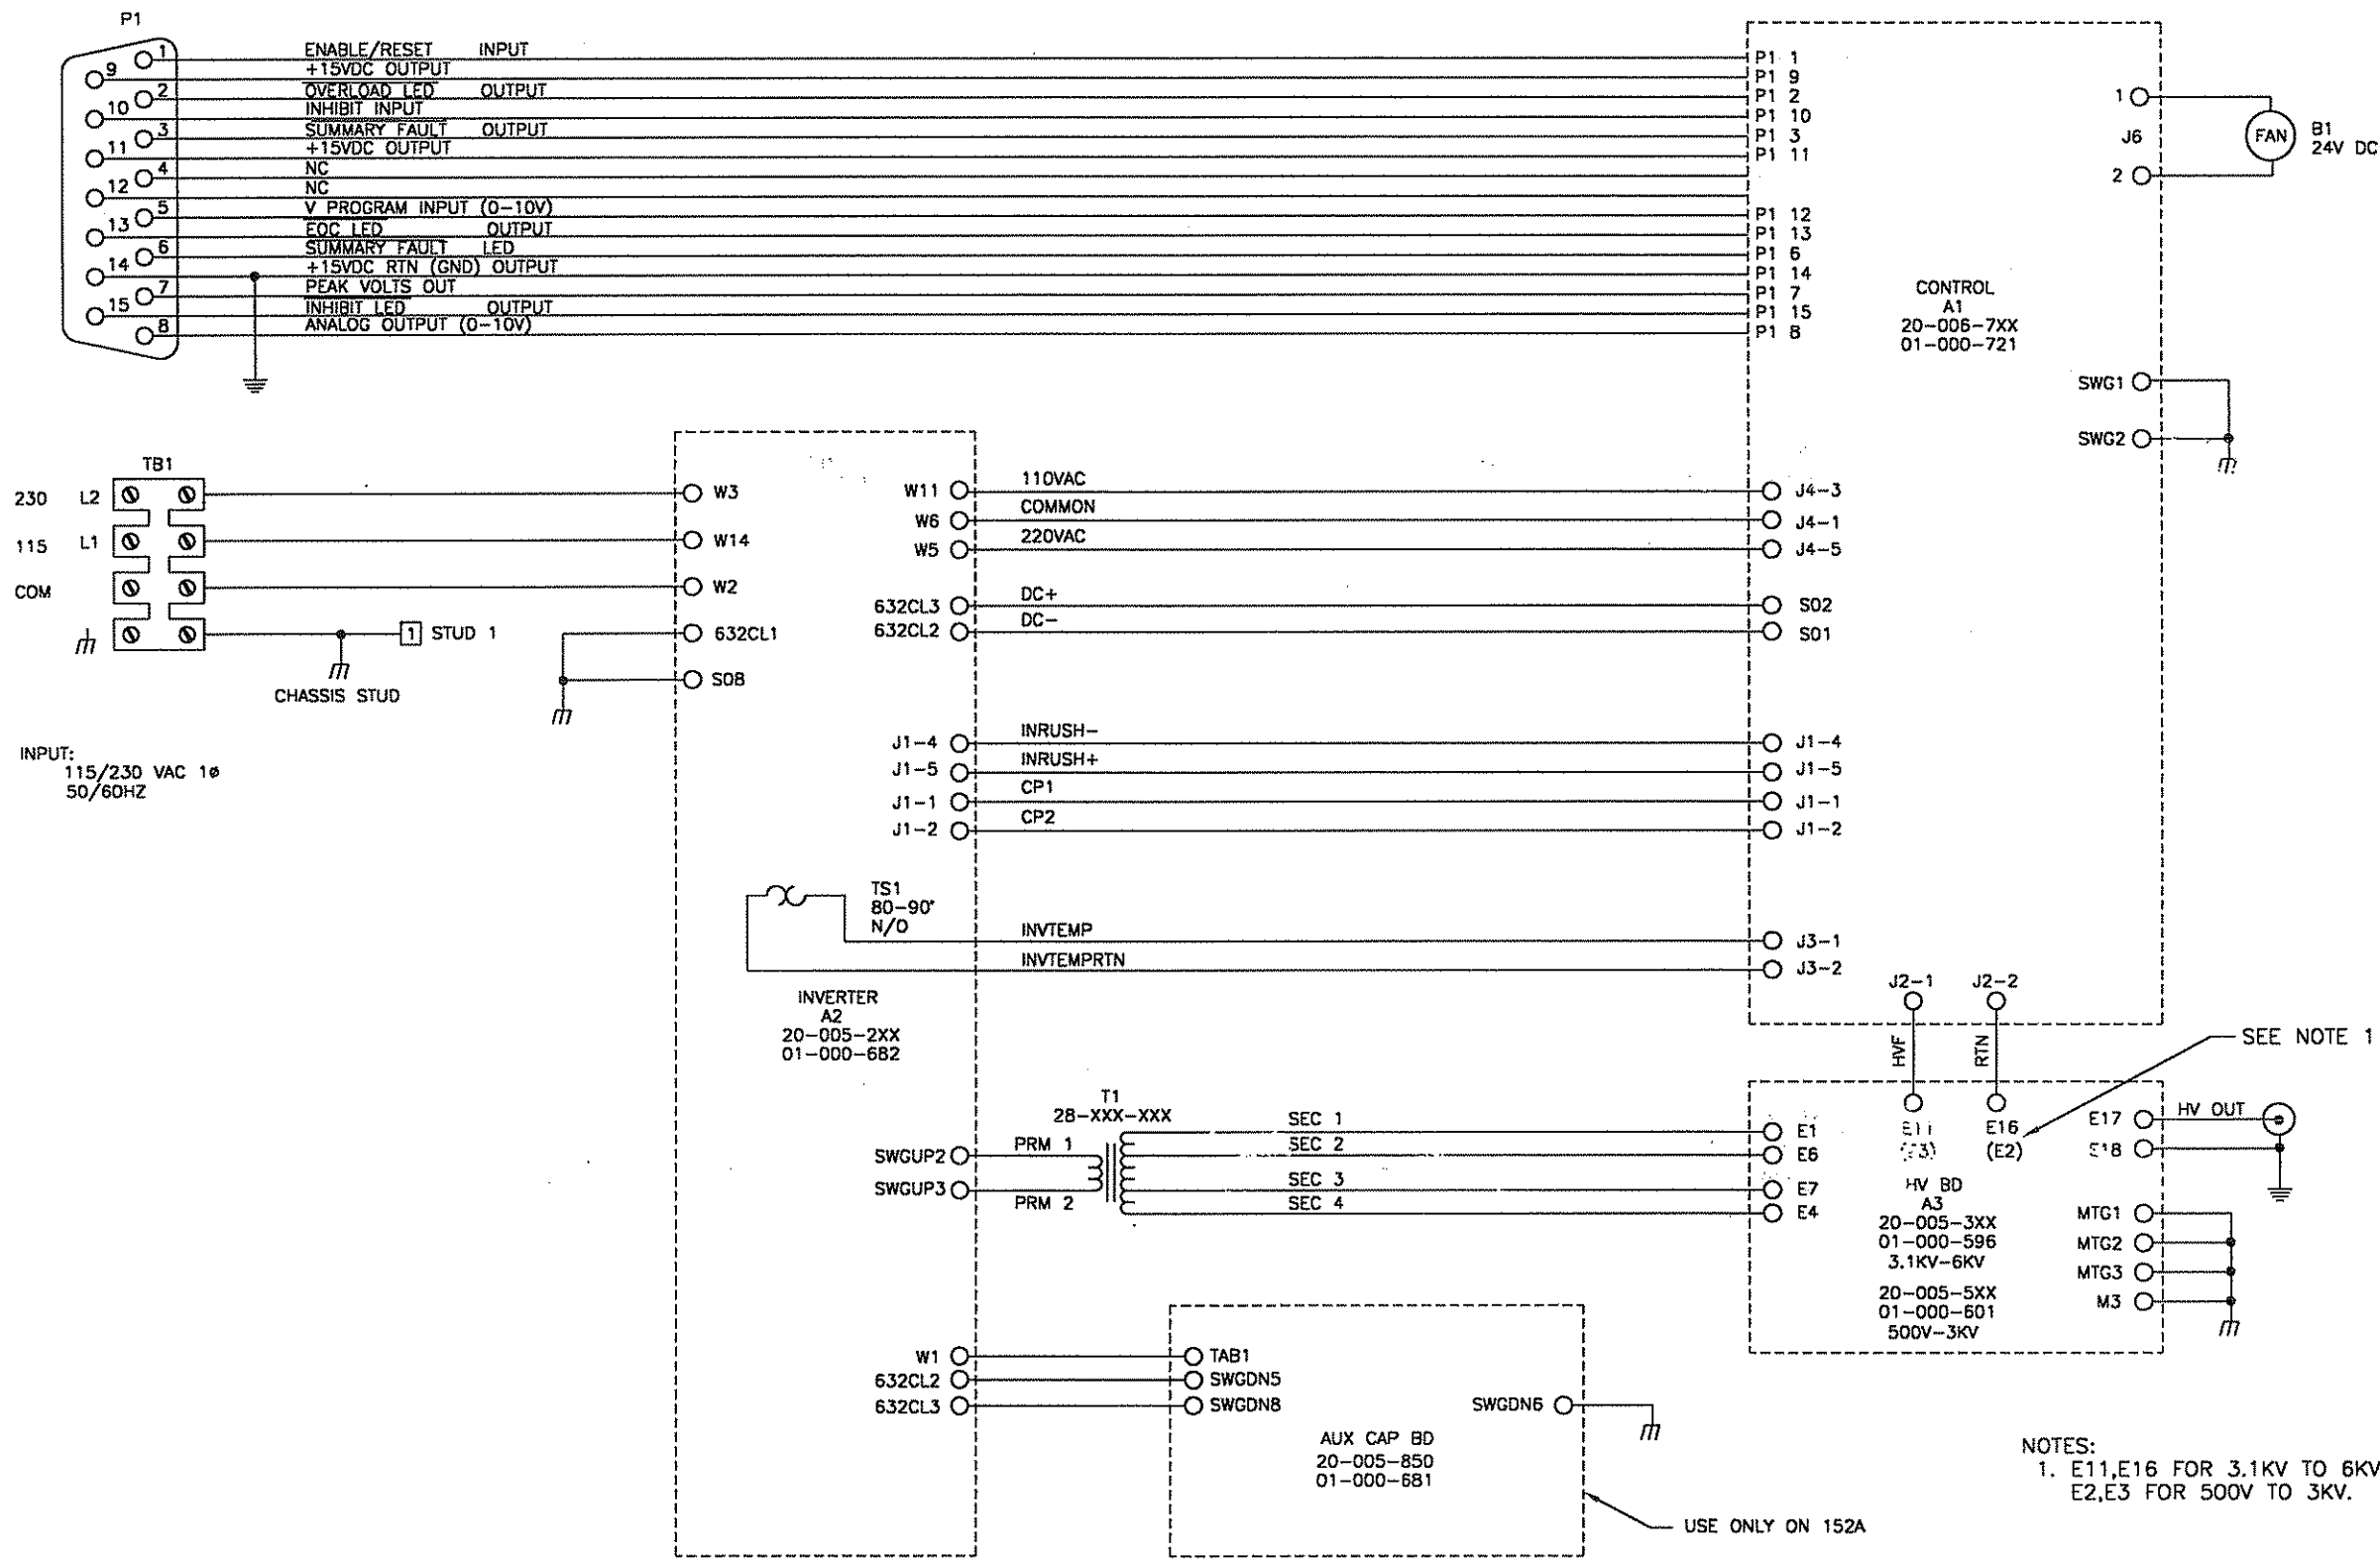 P1
1 ENABLE/RESET INPUT P1 1
9 +15VDC OUTPUT P1 9
2 OVERLOAD LED OUTPUT P1 2
10 INHIBIT INPUT P1 10
3 SUMMARY FAULT OUTPUT P1 3
11 +15VDC OUTPUT P1 11
4 NC
12 NC
5 V PROGRAM INPUT (0-10V) P1 12
13 EOC LED OUTPUT P1 13
6 SUMMARY FAULT LED P1 6
14 +15VDC RTN (GND) OUTPUT P1 14
7 PEAK VOLTS OUT P1 7
15 INHIBIT LED OUTPUT P1 15
8 ANALOG OUTPUT (0-10V) P1 8
1
J6
2
FAN
B1
24V DC
CONTROL
A1
20-006-7XX
01-000-721
SWG1
SWG2
TB1
230 L2
115 L1
COM
1 STUD 1
CHASSIS STUD
INPUT:
115/230 VAC 1ø
50/60HZ
W3
W14
W2
632CL1
S08
W11 110VAC J4-3
W6 COMMON J4-1
W5 220VAC J4-5
632CL3 DC+ S02
632CL2 DC- S01
J1-4 INRUSH- J1-4
J1-5 INRUSH+ J1-5
J1-1 CP1 J1-1
J1-2 CP2 J1-2
TS1
80-90°
N/O
INVTEMP J3-1
INVTEMPRTN J3-2
INVERTER
A2
20-005-2XX
01-000-682
J2-1 J2-2
HVF RTN
SEE NOTE 1
T1
28-XXX-XXX
SWGUP2 PRM 1
SWGUP3 PRM 2
SEC 1 E1
SEC 2 E6
SEC 3 E7
SEC 4 E4
E11 E16
(E3) (E2)
HV BD
A3
20-005-3XX
01-000-596
3.1KV-6KV
20-005-5XX
01-000-601
500V-3KV
E17 HV OUT
E18
MTG1
MTG2
MTG3
M3
W1 TAB1
632CL2 SWGDN5
632CL3 SWGDN8
SWGDN6
AUX CAP BD
20-005-850
01-000-681
USE ONLY ON 152A
NOTES:
1. E11,E16 FOR 3.1KV TO 6KV
E2,E3 FOR 500V TO 3KV.